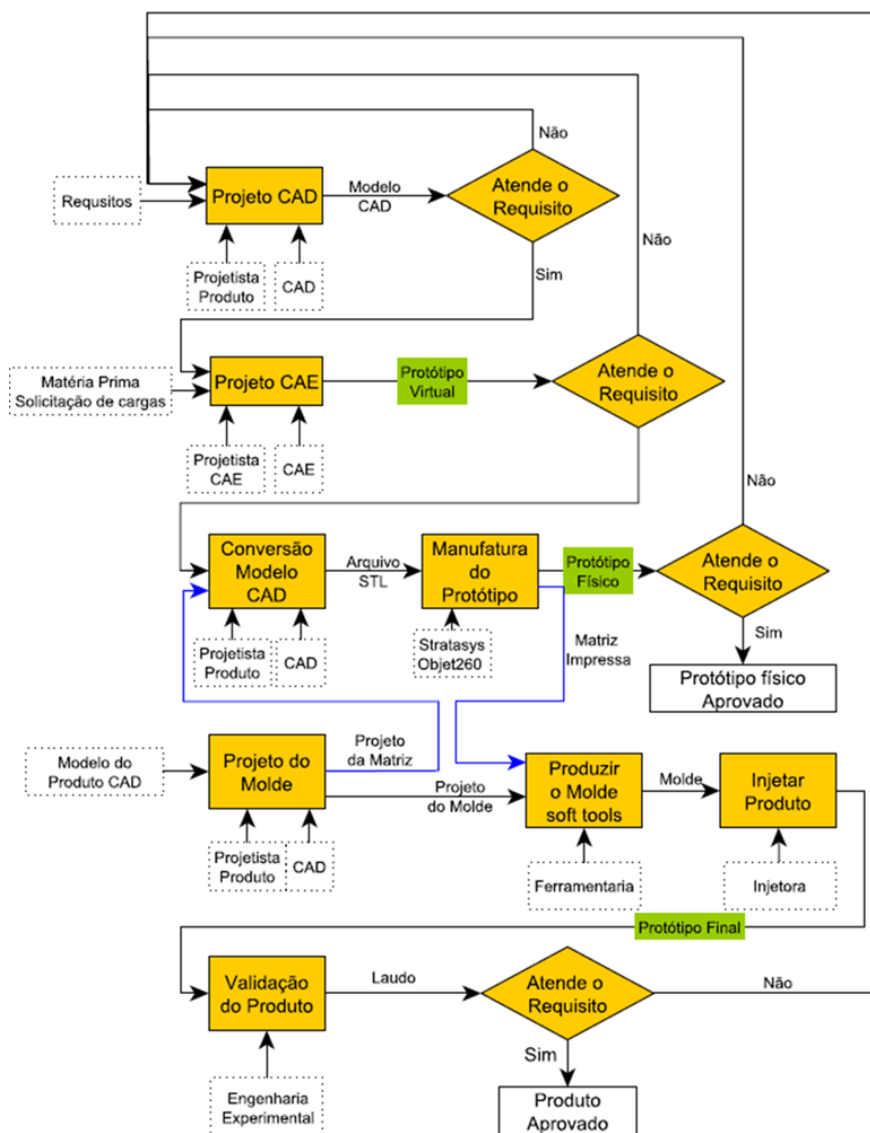 Não
Requsitos
Projeto CAD
Modelo
CAD
Atende o
Requisito
Não
Projetista
Produto
CAD
Sim
Matéria Prima
Solicitação de cargas
Projeto CAE
Protótipo
Virtual
Atende o
Requisito
Projetista
CAE
CAE
Não
Conversão
Modelo
CAD
Arquivo
STL
Manufatura
do
Protótipo
Protótipo
Físico
Atende o
Requisito
Projetista
Produto
CAD
Stratasys
Objet260
Matriz
Impressa
Sim
Protótipo físico
Aprovado
Modelo do
Produto CAD
Projeto do
Molde
Projeto
da Matriz
Projeto
do Molde
Produzir
o Molde
soft tools
Molde
Injetar
Produto
Projetista
Produto
CAD
Ferramentaria
Injetora
Protótipo Final
Validação
do Produto
Laudo
Atende o
Requisito
Não
Sim
Engenharia
Experimental
Produto
Aprovado